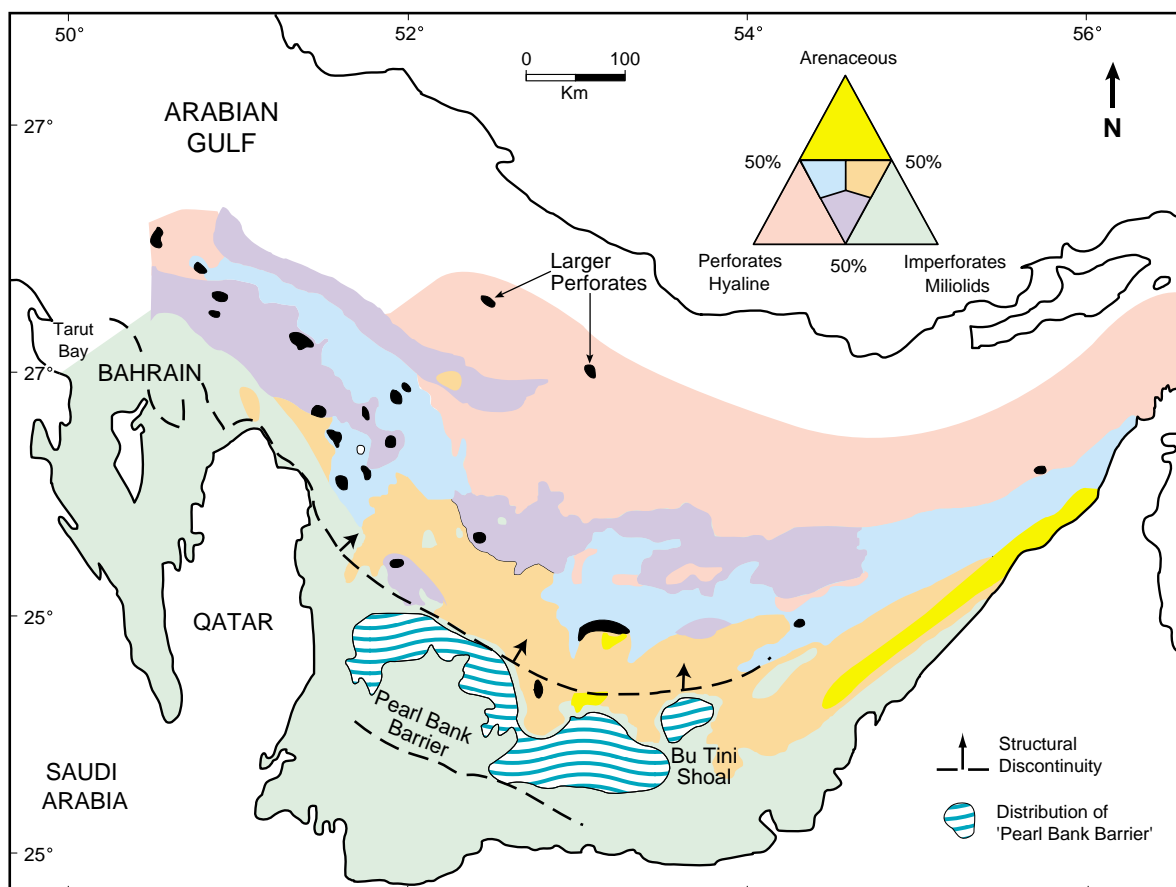 50°
52°
54°
56°
0
100
Km
Arenaceous
N
ARABIAN
GULF
27°
50%
50%
Perforates
Hyaline
50%
Imperforates
Miliolids
Larger
Perforates
Tarut
Bay
27°
BAHRAIN
25°
QATAR
Pearl Bank
Barrier
Bu Tini
Shoal
SAUDI
ARABIA
Structural
Discontinuity
Distribution of
'Pearl Bank Barrier'
25°